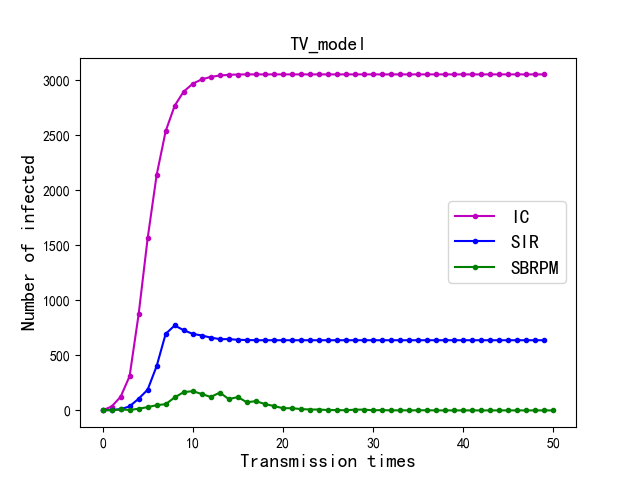 TV_model
Number of infected
3000
2500
2000
1500
1000
500
0
IC
SIR
SBRPM
0 10 20 30 40 50
Transmission times